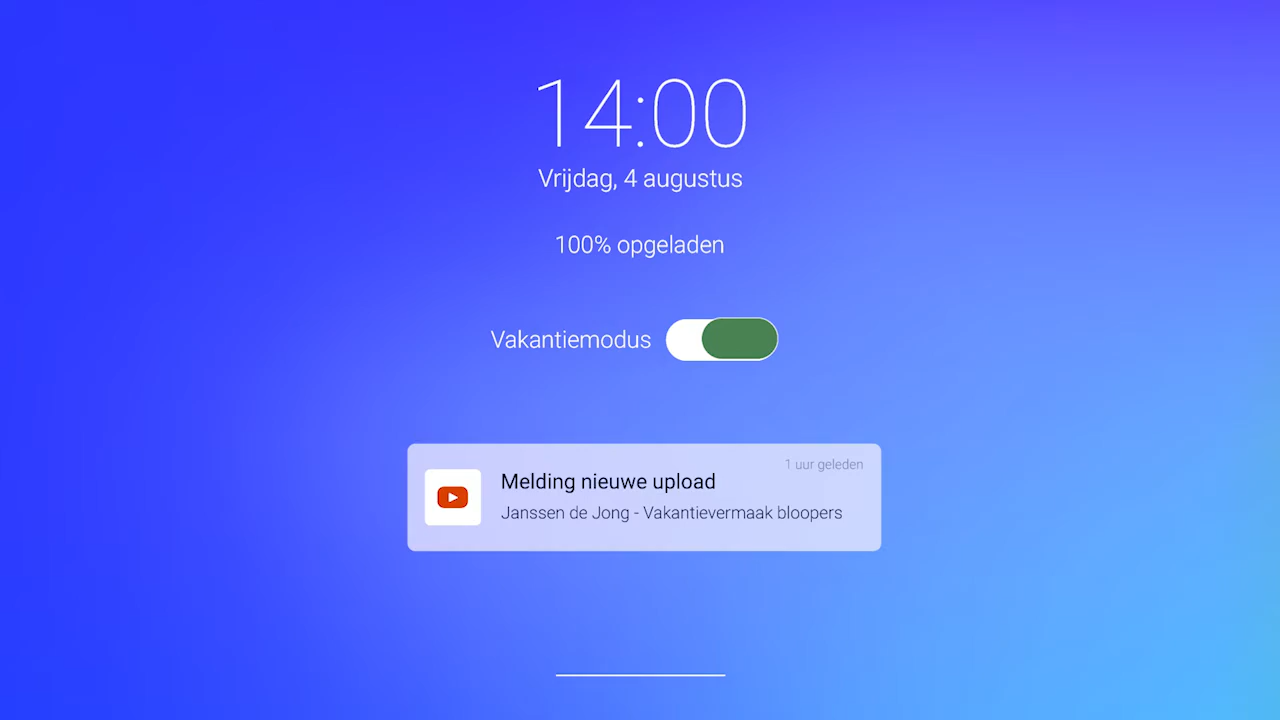 14:00
Vrijdag, 4 augustus
100% opgeladen
Vakantiemodus
1 uur geleden
Melding nieuwe upload
Janssen de Jong - Vakantievermaak bloopers